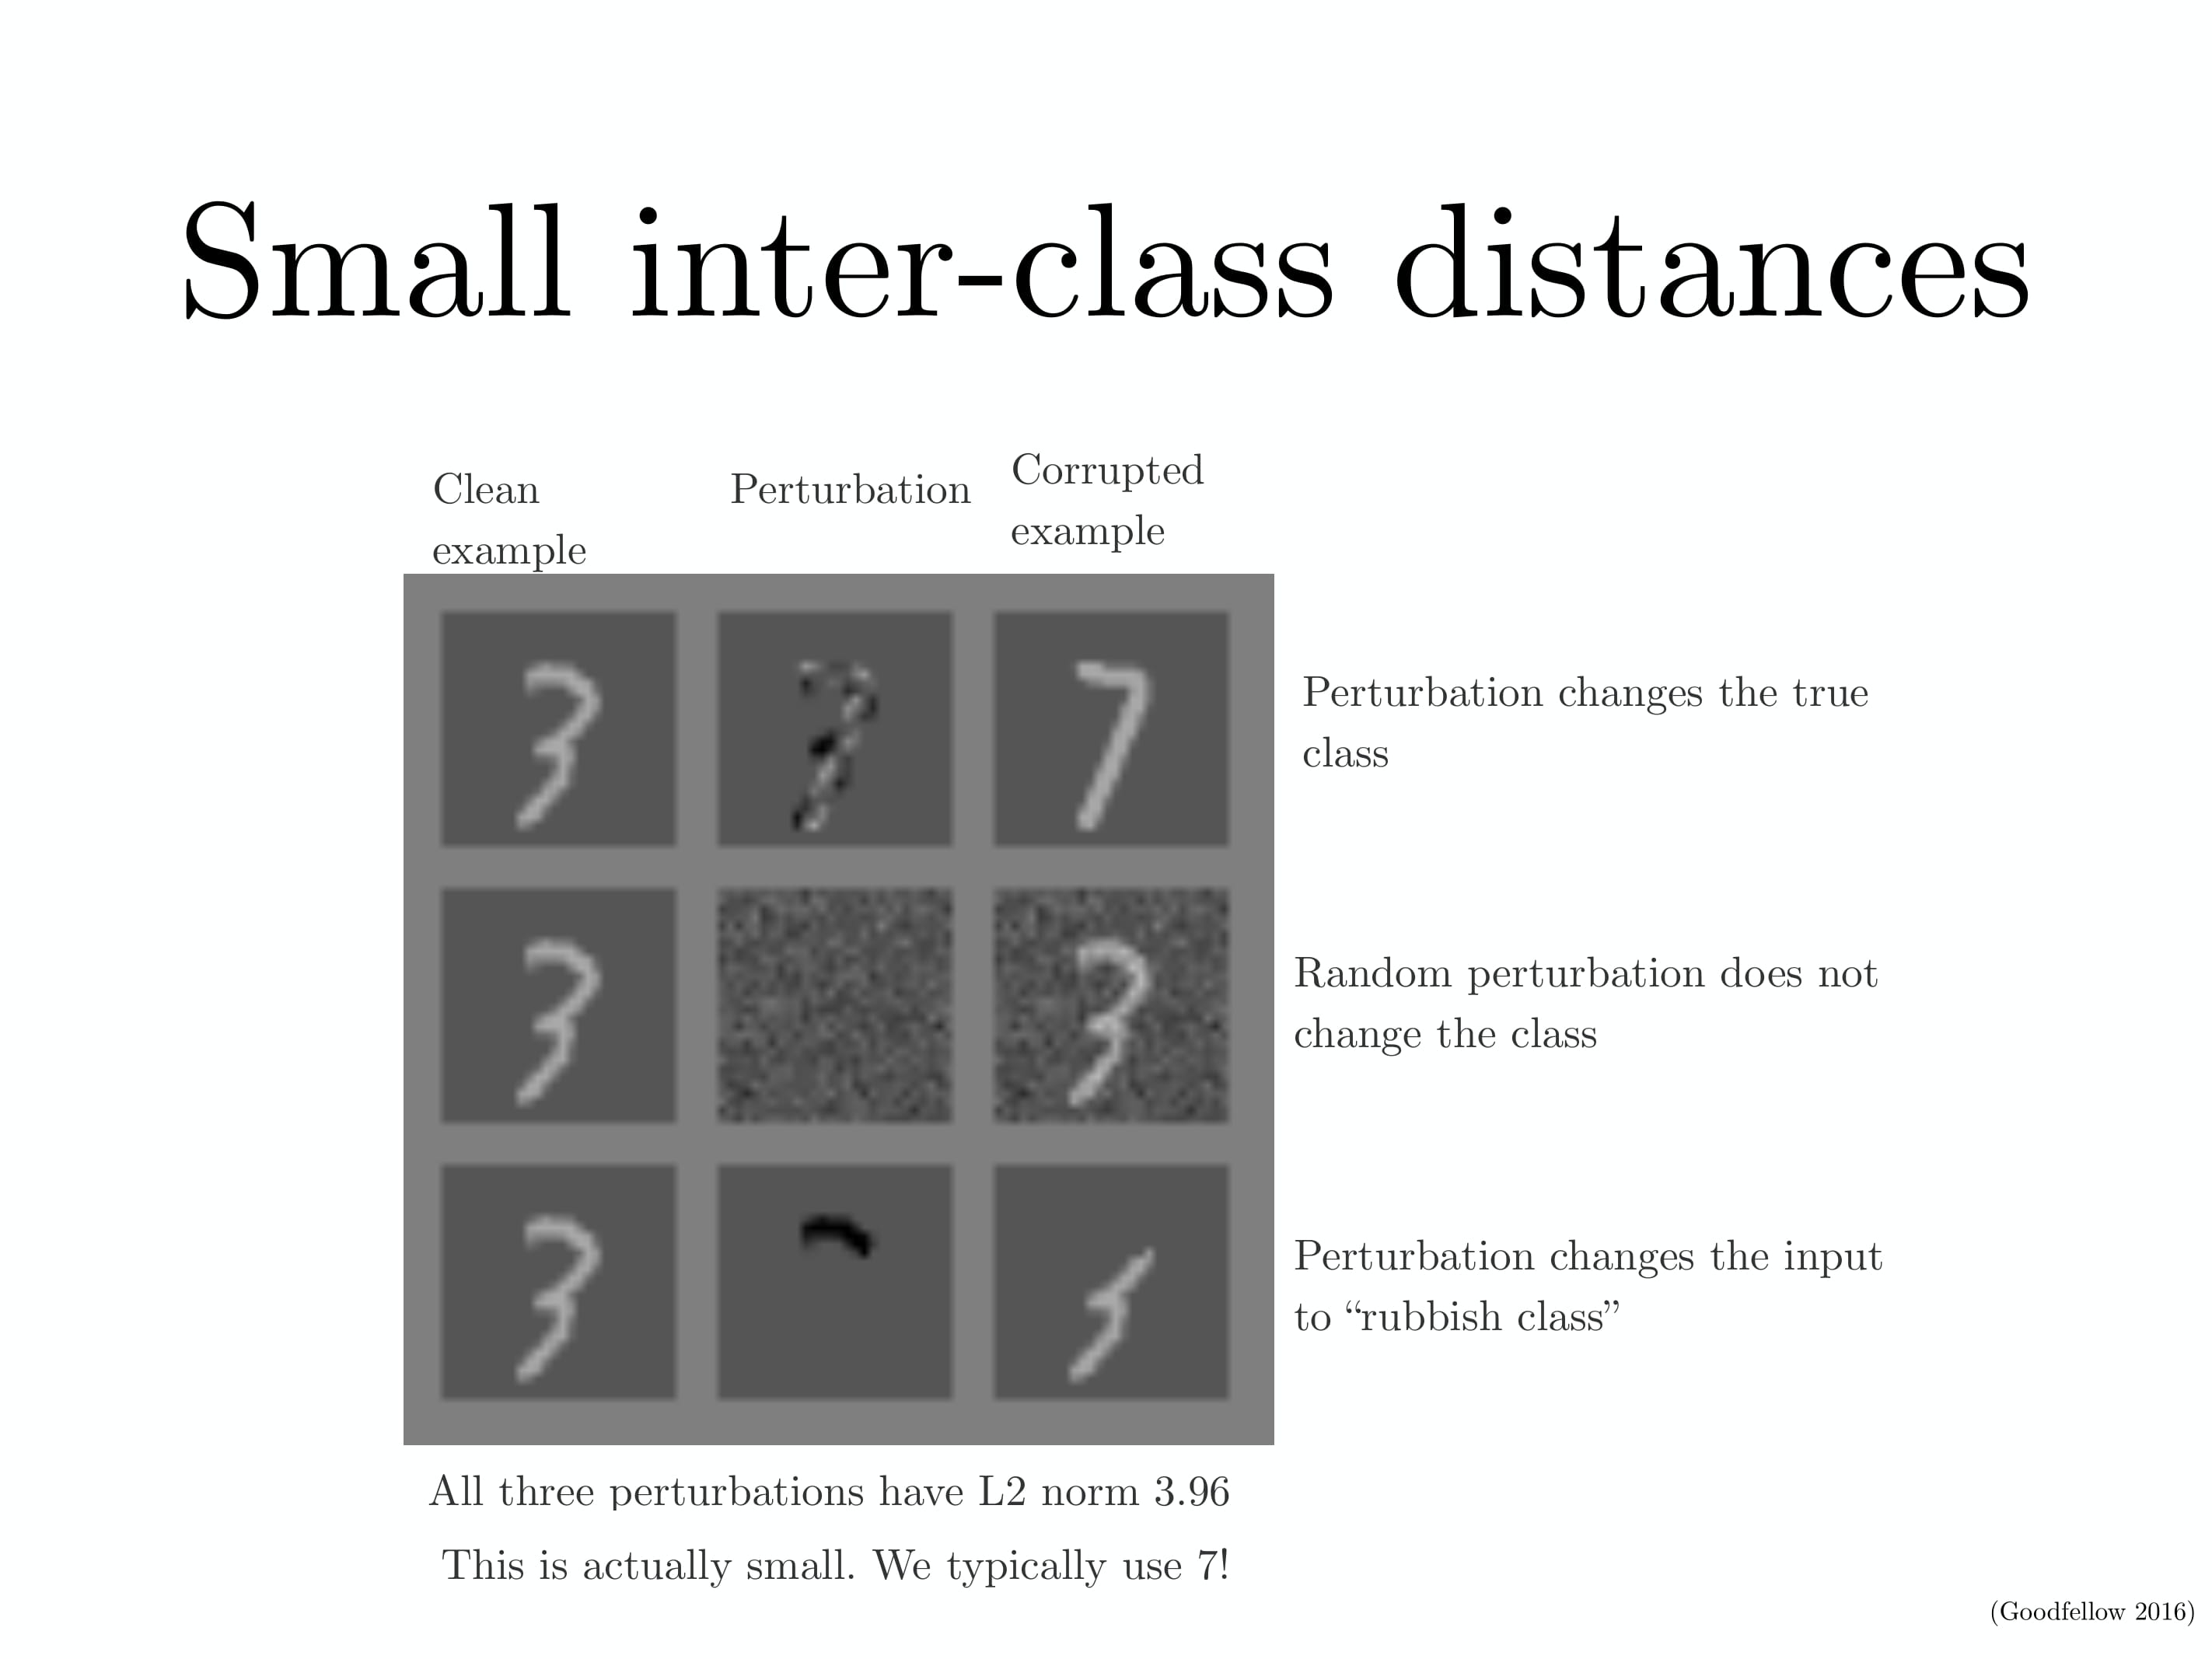 Small inter-class distances
Clean
example
Perturbation
Corrupted
example
Perturbation changes the true
class
Random perturbation does not
change the class
Perturbation changes the input
to “rubbish class”
All three perturbations have L2 norm 3.96
This is actually small. We typically use 7!
(Goodfellow 2016)